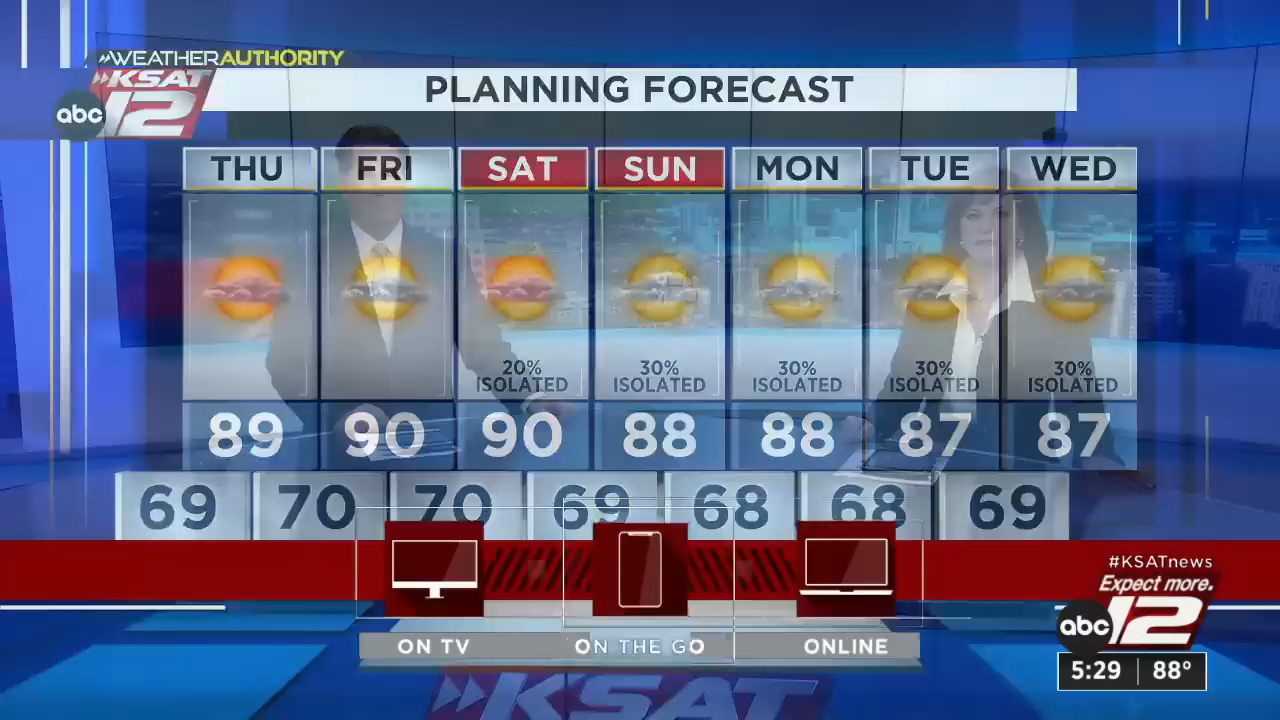 WEATHERAUTHORITY
KSAT
abc 12
PLANNING FORECAST
THU FRI SAT SUN MON TUE WED
20% 30% 30% 30% 30%
ISOLATED ISOLATED ISOLATED ISOLATED ISOLATED
89 90 90 88 88 87 87
69 70 70 69 68 68 69
#KSATnews
Expect more.
abc 12
ON TV ON THE GO ONLINE
5:29 88°
KSAT